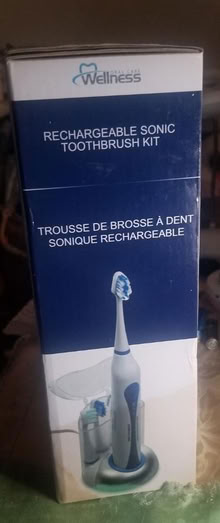 Wellness
RECHARGEABLE SONIC
TOOTHBRUSH KIT
TROUSSE DE BROSSE À DENT
SONIQUE RECHARGEABLE